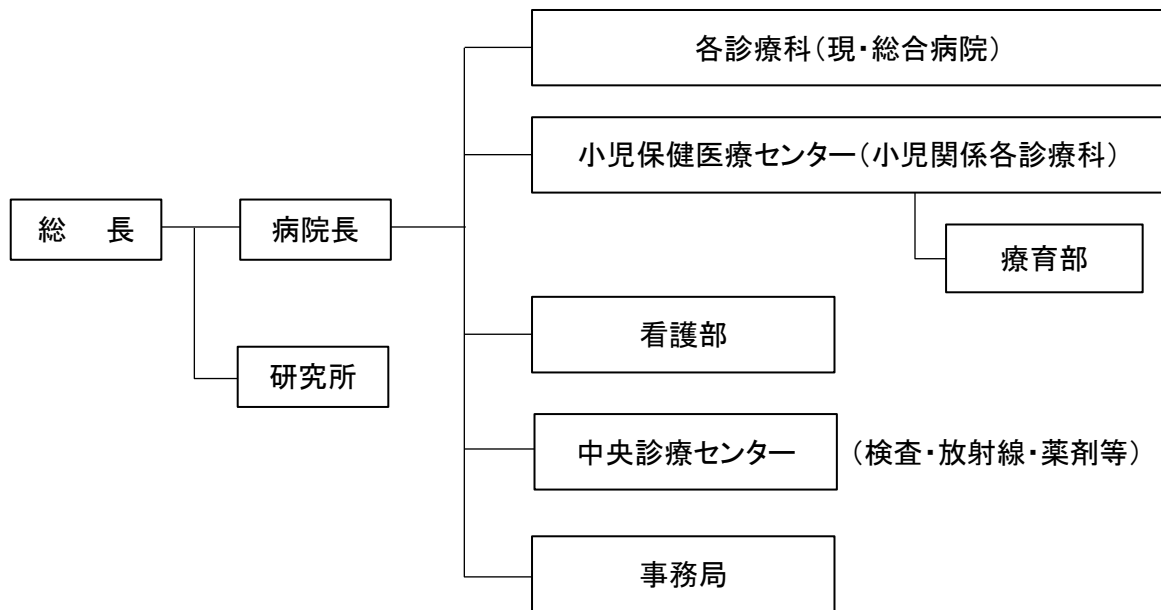 各診療科(現・総合病院)
小児保健医療センター(小児関係各診療科)
総　長
病院長
療育部
看護部
研究所
中央診療センター (検査・放射線・薬剤等)
事務局